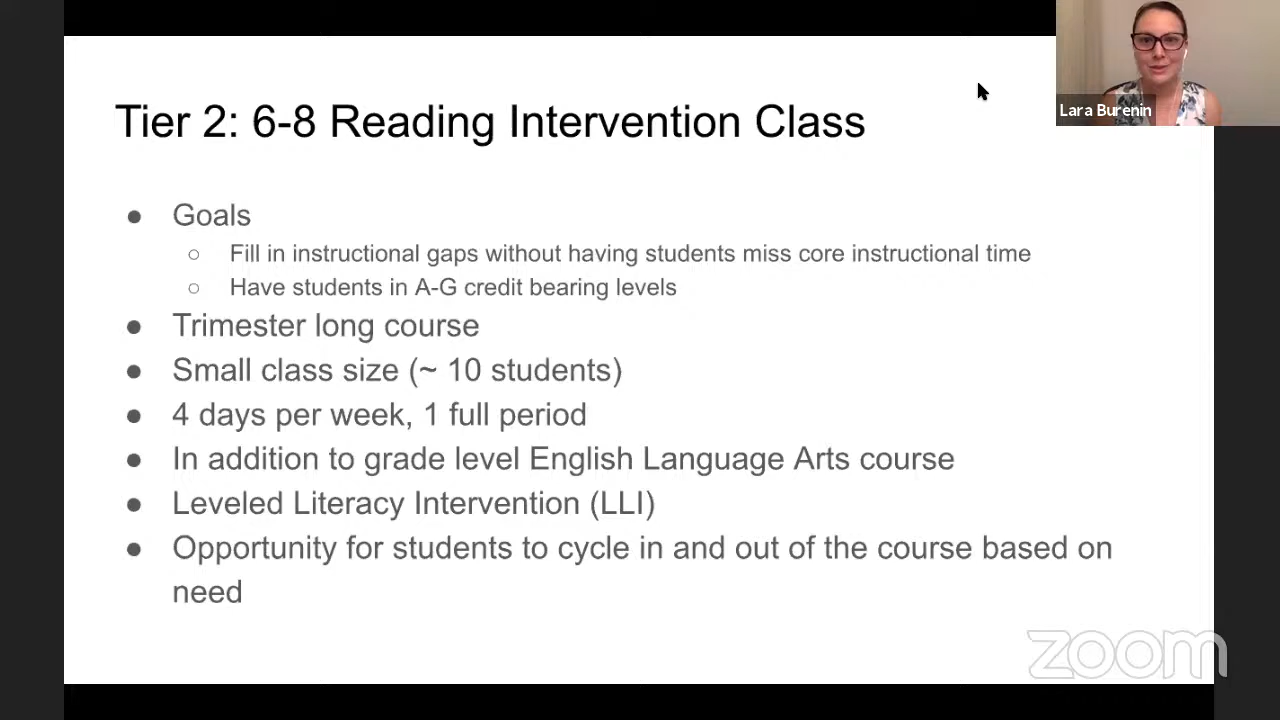 Lara Burenin
Tier 2: 6-8 Reading Intervention Class
● Goals
○ Fill in instructional gaps without having students miss core instructional time
○ Have students in A-G credit bearing levels
● Trimester long course
● Small class size (~ 10 students)
● 4 days per week, 1 full period
● In addition to grade level English Language Arts course
● Leveled Literacy Intervention (LLI)
● Opportunity for students to cycle in and out of the course based on
need
zoom